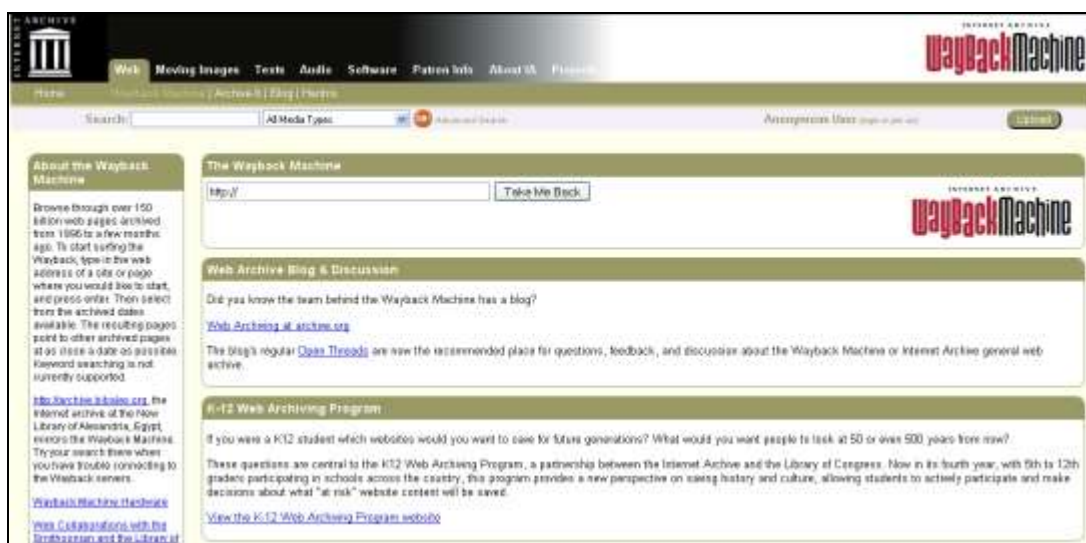 INTERNET ARCHIVE
INTERNET ARCHIVE
WayBackMachine
Web Moving Images Texts Audio Software Patron Info About IA Projects
Home Wayback Machine | Archive-It | Blog | Metrics
Search: All Media Types GO! Advanced Search
Anonymous User Upload
About the Wayback Machine
Browse through over 150
billion web pages archived
from 1996 to a few months
ago. To start surfing the
Wayback, type in the web
address of a site or page
where you would like to start,
and press enter. Then select
from the archived dates
available. The resulting pages
point to other archived pages
at as close a date as possible.
Keyword searching is not
currently supported.
http://archive.bibalex.org, the
Internet archive at the New
Library of Alexandria, Egypt,
mirrors the Wayback Machine.
Try your search there when
you have trouble connecting to
the Wayback servers.
Wayback Machine Hardware
Web Collaborations with the
Smithsonian and the Library of
The Wayback Machine
http:// Take Me Back
INTERNET ARCHIVE
WayBackMachine
Web Archive Blog & Discussion
Did you know the team behind the Wayback Machine has a blog?
Web Archiving at archive.org
The blog's regular Open Threads are now the recommended place for questions, feedback, and discussion about the Wayback Machine or Internet Archive general web
archive.
K-12 Web Archiving Program
If you were a K12 student which websites would you want to save for future generations? What would you want people to look at 50 or even 500 years from now?
These questions are central to the K12 Web Archiving Program, a partnership between the Internet Archive and the Library of Congress. Now in its fourth year, with 5th to 12th
graders participating in schools across the country, this program provides a new perspective on saving history and culture, allowing students to actively participate and make
decisions about what "at risk" website content will be saved.
View the K-12 Web Archiving Program website